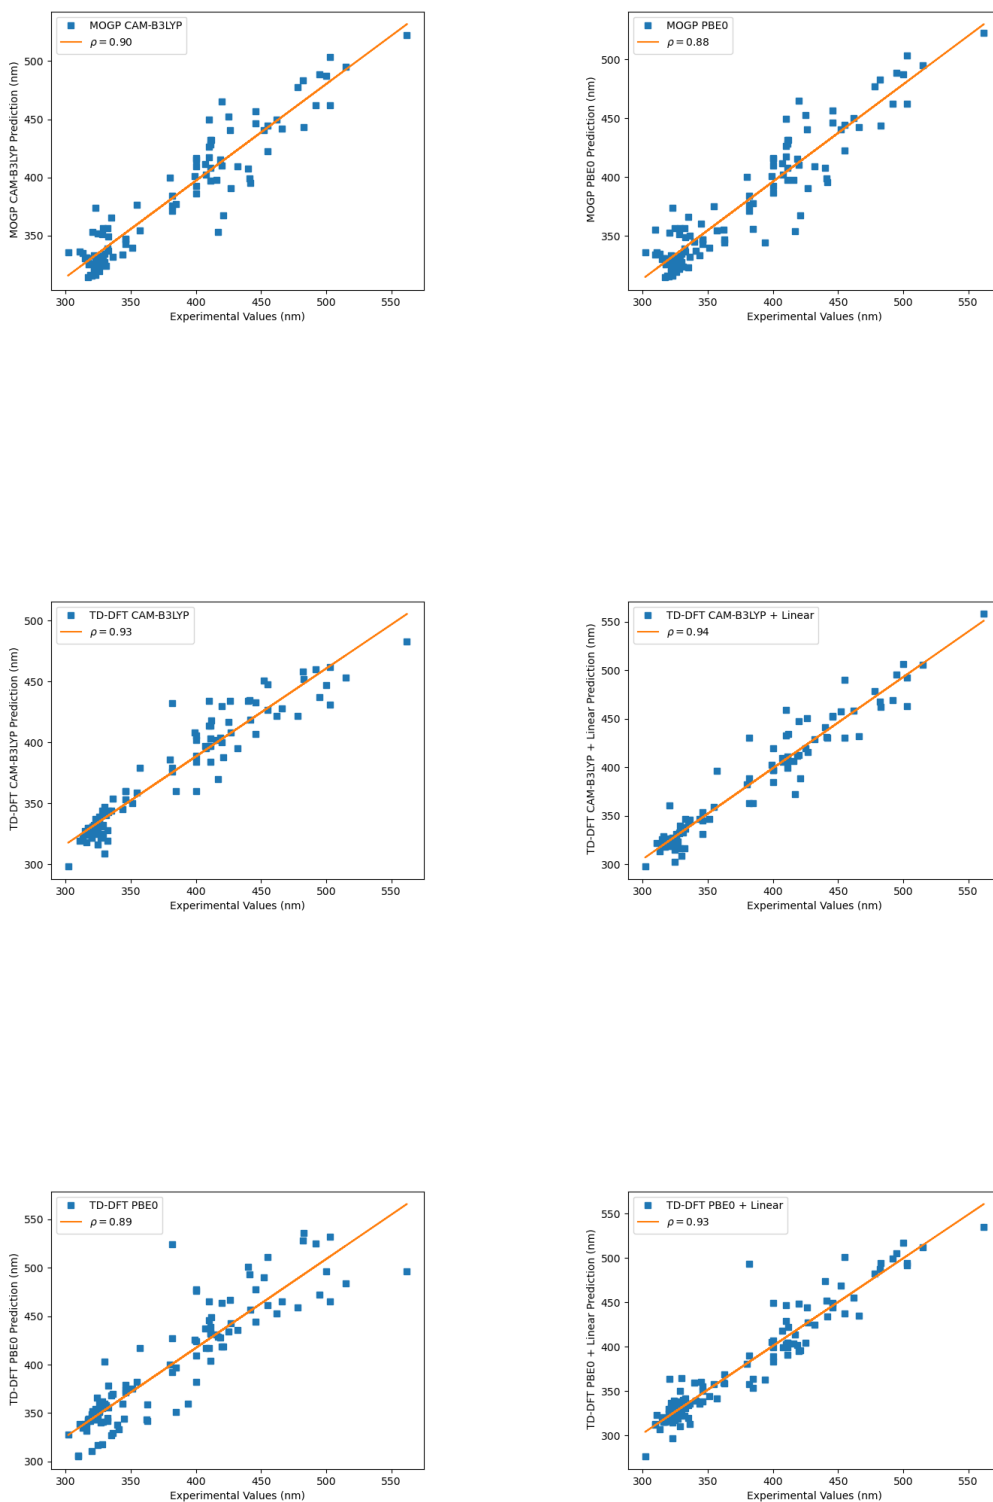 MOGP CAM-B3LYP
ρ = 0.90
MOGP CAM-B3LYP Prediction (nm)
500
450
400
350
300 350 400 450 500 550
Experimental Values (nm)
MOGP PBE0
ρ = 0.88
MOGP PBE0 Prediction (nm)
500
450
400
350
300 350 400 450 500 550
Experimental Values (nm)
TD-DFT CAM-B3LYP
ρ = 0.93
TD-DFT CAM-B3LYP Prediction (nm)
500
450
400
350
300
300 350 400 450 500 550
Experimental Values (nm)
TD-DFT CAM-B3LYP + Linear
ρ = 0.94
TD-DFT CAM-B3LYP + Linear Prediction (nm)
550
500
450
400
350
300
300 350 400 450 500 550
Experimental Values (nm)
TD-DFT PBE0
ρ = 0.89
TD-DFT PBE0 Prediction (nm)
550
500
450
400
350
300
300 350 400 450 500 550
Experimental Values (nm)
TD-DFT PBE0 + Linear
ρ = 0.93
TD-DFT PBE0 + Linear Prediction (nm)
550
500
450
400
350
300
300 350 400 450 500 550
Experimental Values (nm)